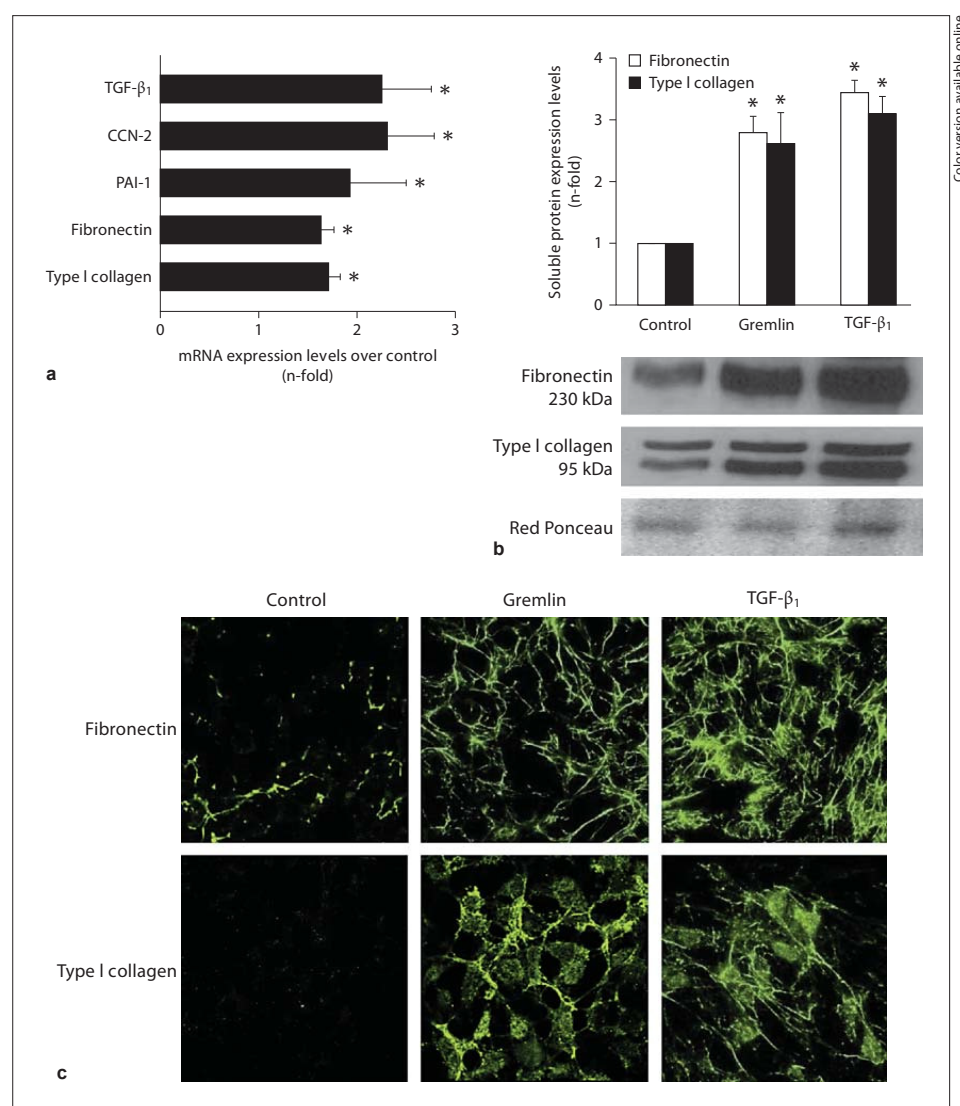 Color version available online
TGF-β₁
CCN-2
PAI-1
Fibronectin
Type I collagen
*
*
*
*
*
0 1 2 3
mRNA expression levels over control
(n-fold)
a
Fibronectin
Type I collagen
Soluble protein expression levels
(n-fold)
4
3
2
1
0
* *
* *
Control Gremlin TGF-β₁
Fibronectin
230 kDa
Type I collagen
95 kDa
Red Ponceau
b
Control Gremlin TGF-β₁
Fibronectin
Type I collagen
c